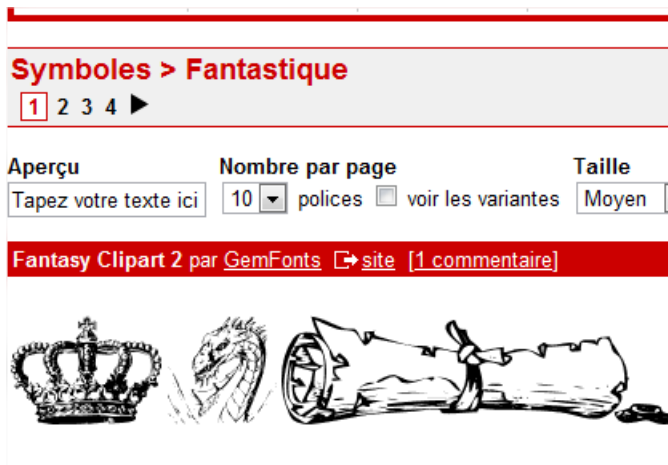 Symboles > Fantastique
1 2 3 4
Aperçu Nombre par page Taille
Tapez votre texte ici 10 polices voir les variantes Moyen
Fantasy Clipart 2 par GemFonts site [1 commentaire]